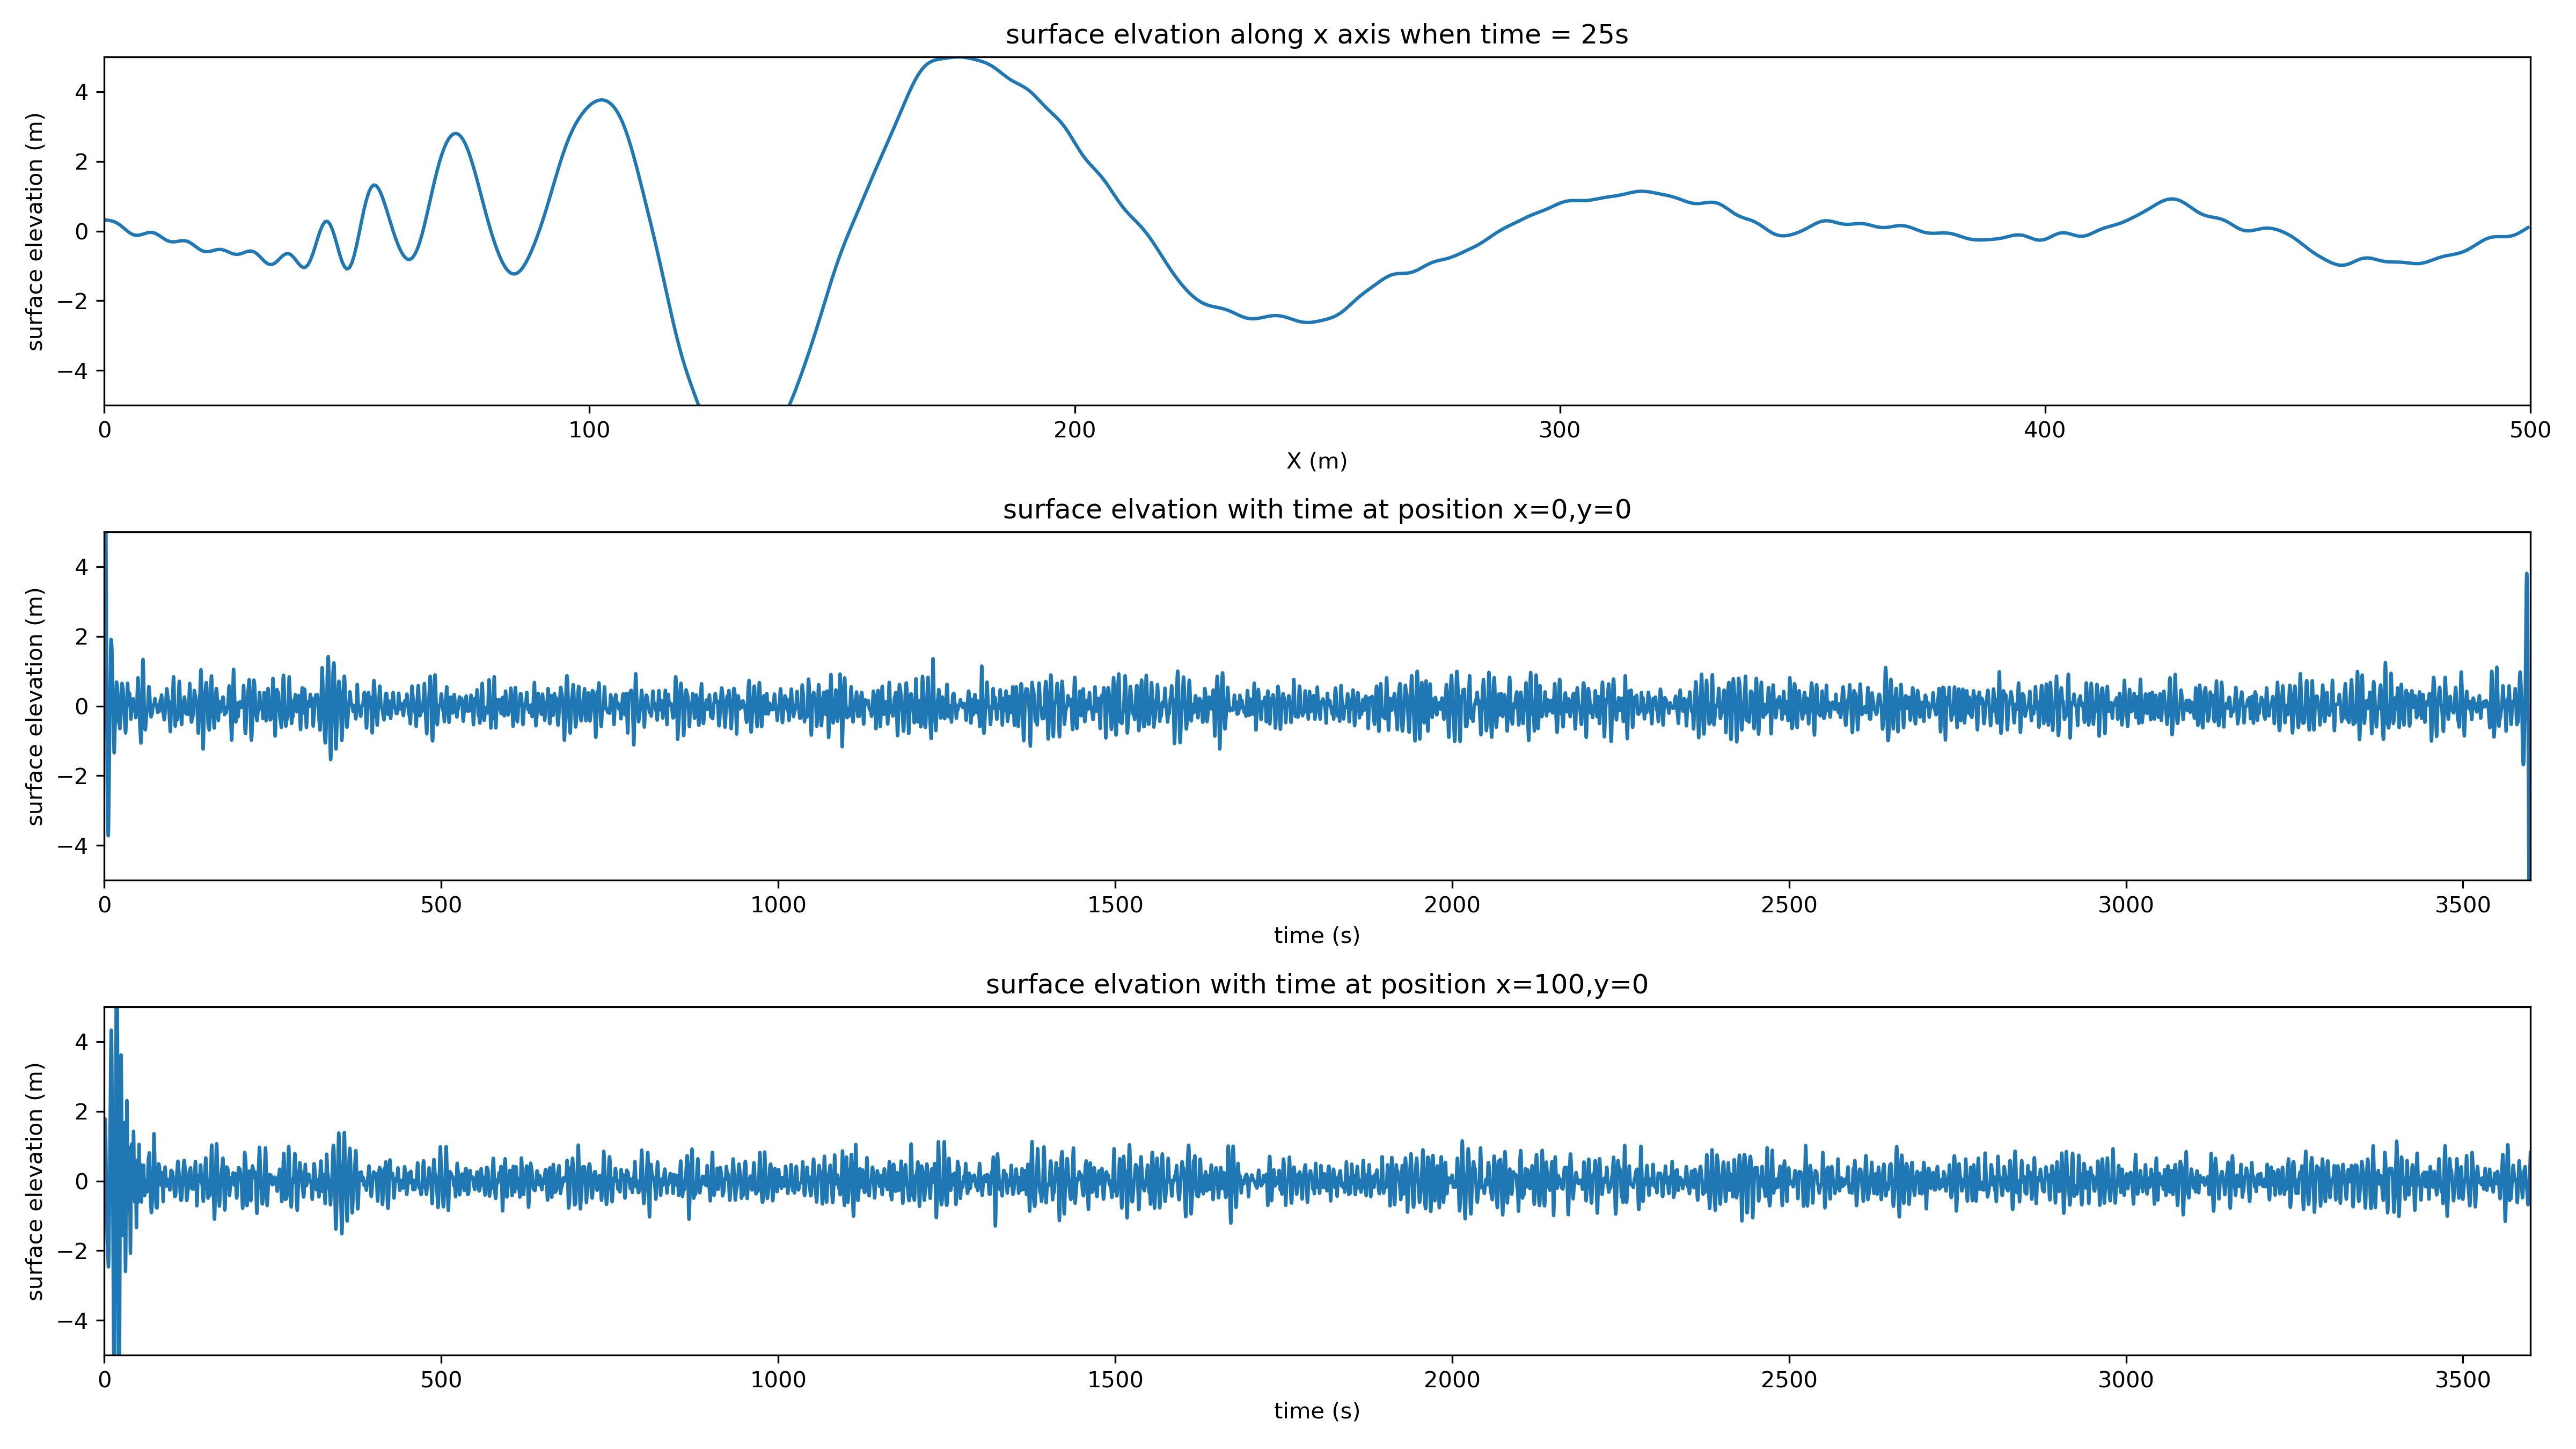 surface elvation along x axis when time = 25s
4
2
0
−2
−4
surface elevation (m)
0 100 200 300 400 500
X (m)
surface elvation with time at position x=0,y=0
4
2
0
−2
−4
surface elevation (m)
0 500 1000 1500 2000 2500 3000 3500
time (s)
surface elvation with time at position x=100,y=0
4
2
0
−2
−4
surface elevation (m)
0 500 1000 1500 2000 2500 3000 3500
time (s)